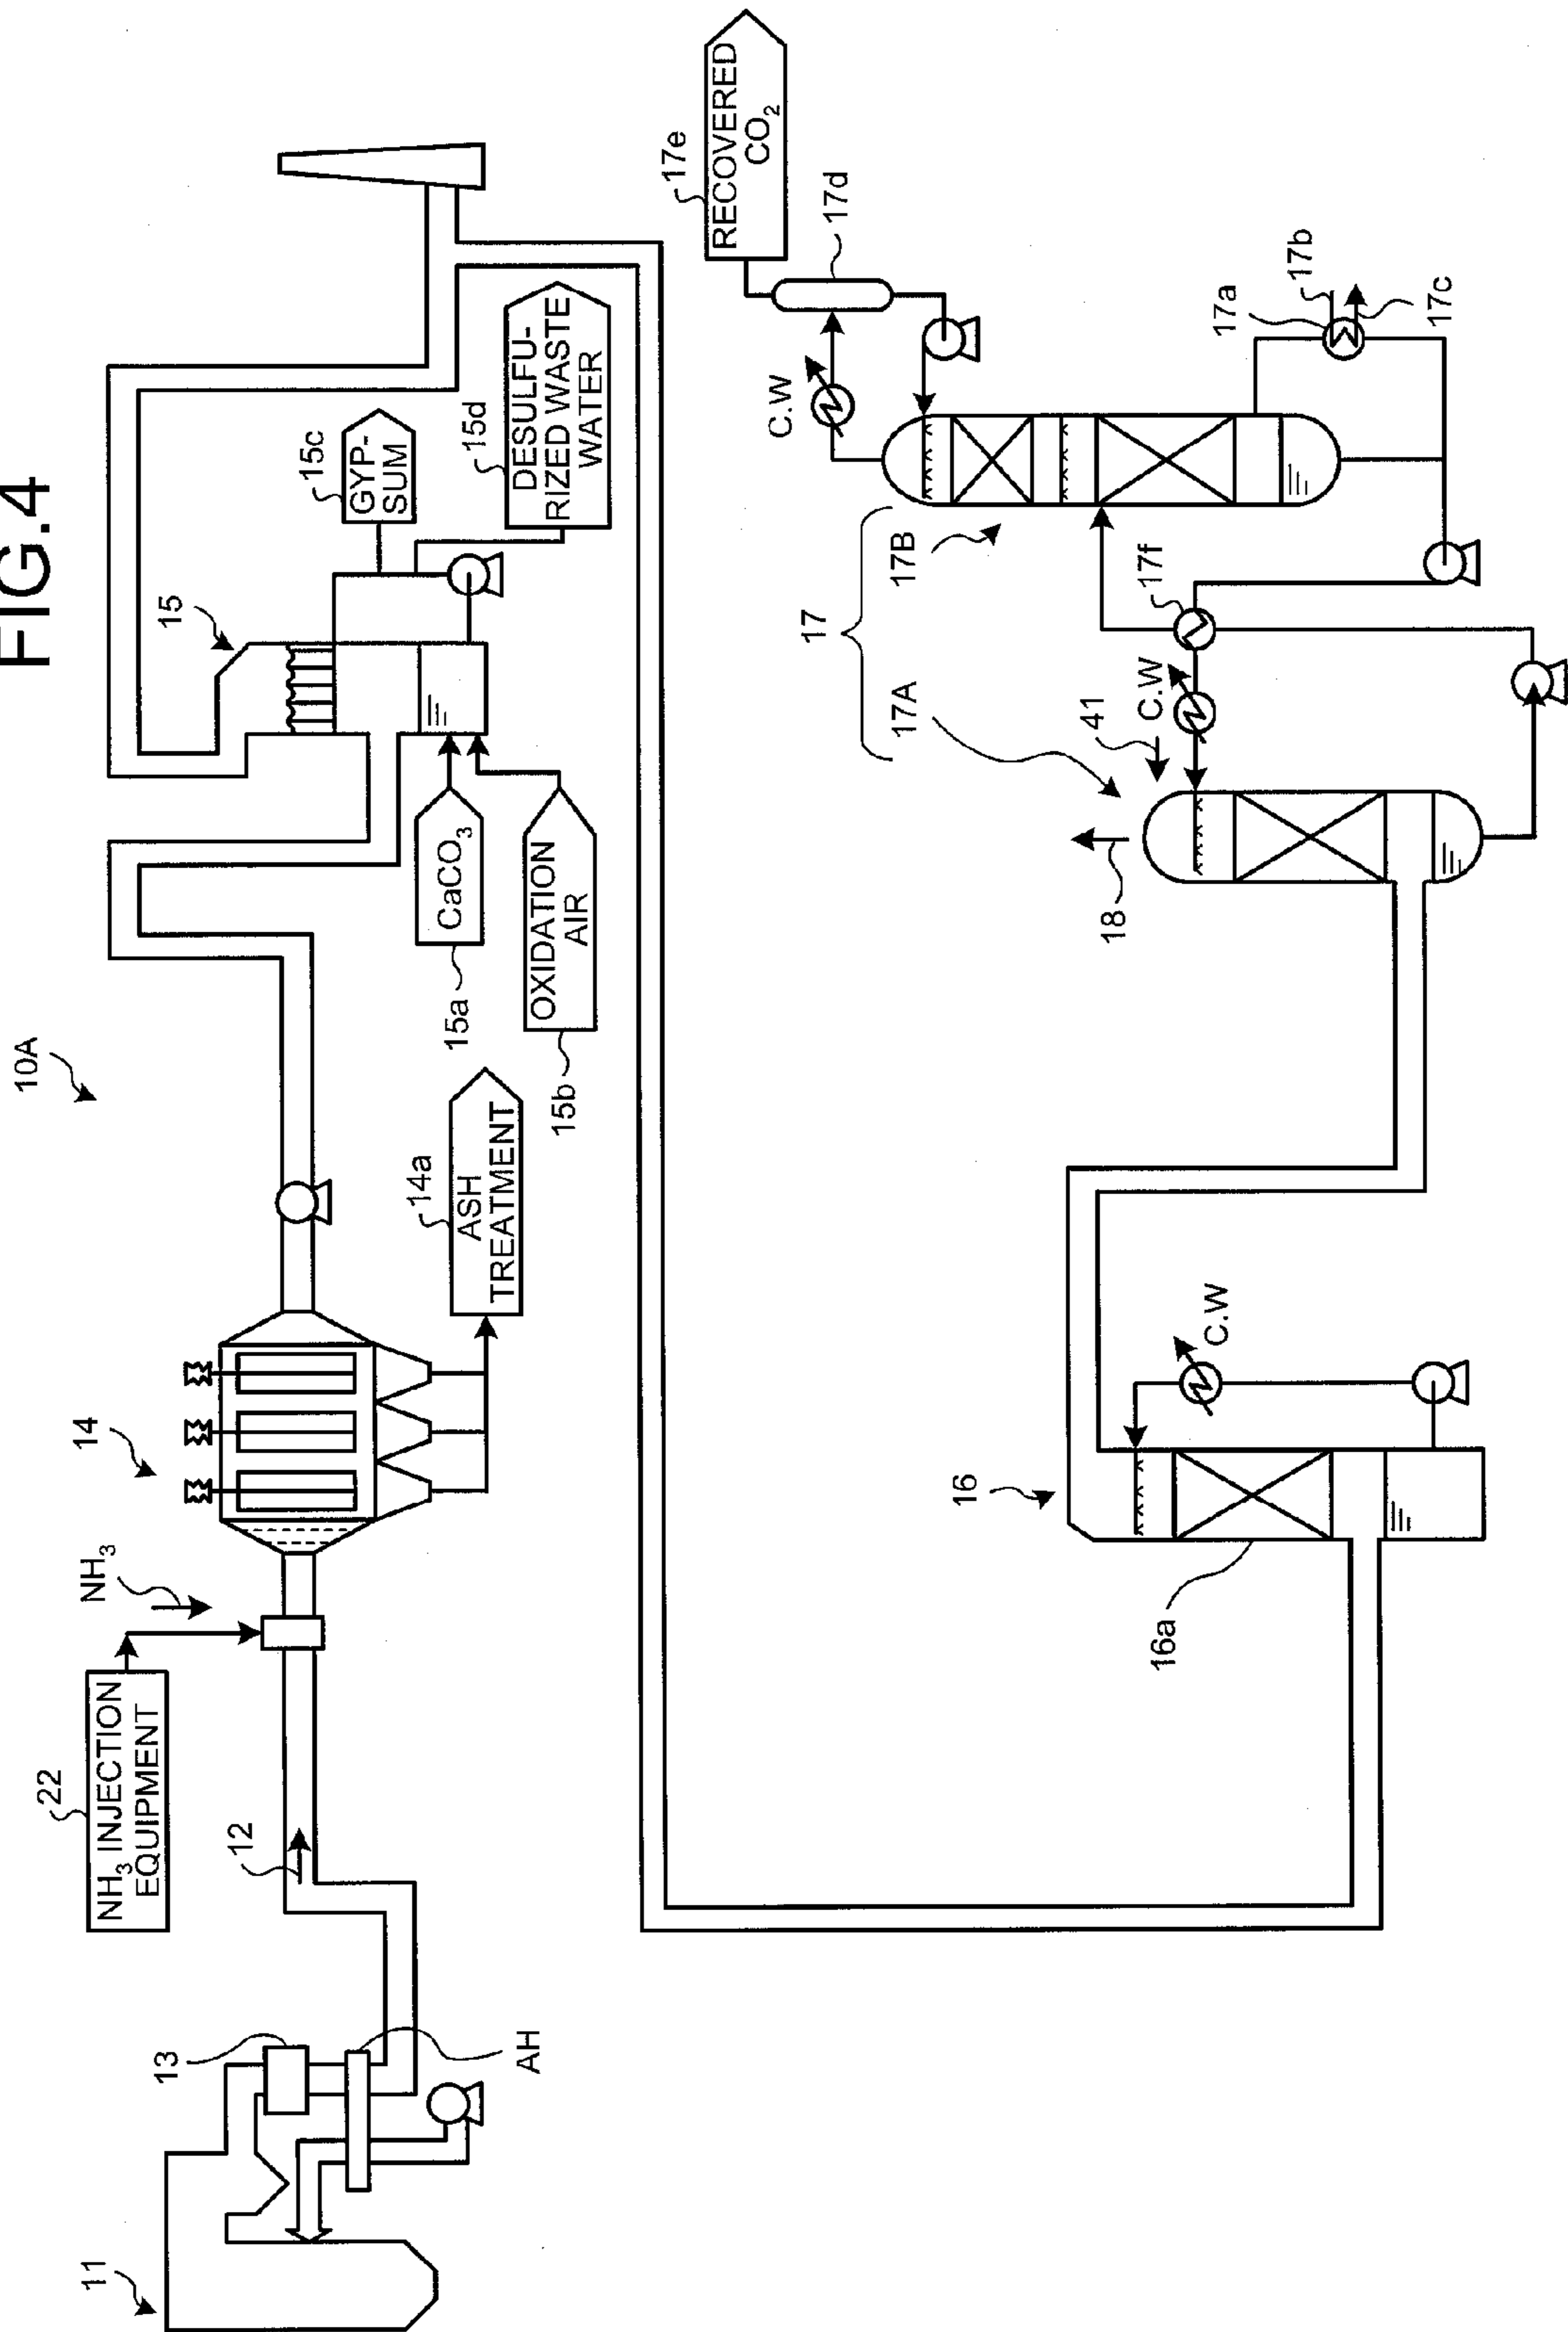 FIG.4
10A
11
13
AH
12
22
NH₃ INJECTION
EQUIPMENT
NH₃
14
14a
ASH
TREATMENT
15
15a
CaCO₃
15b
OXIDATION
AIR
15c
GYP-
SUM
15d
DESULFU-
RIZED WASTE
WATER
16
16a
C.W
18
41
C.W
17
17A
17B
17f
C.W
17a
17b
17c
17d
17e
RECOVERED
CO₂